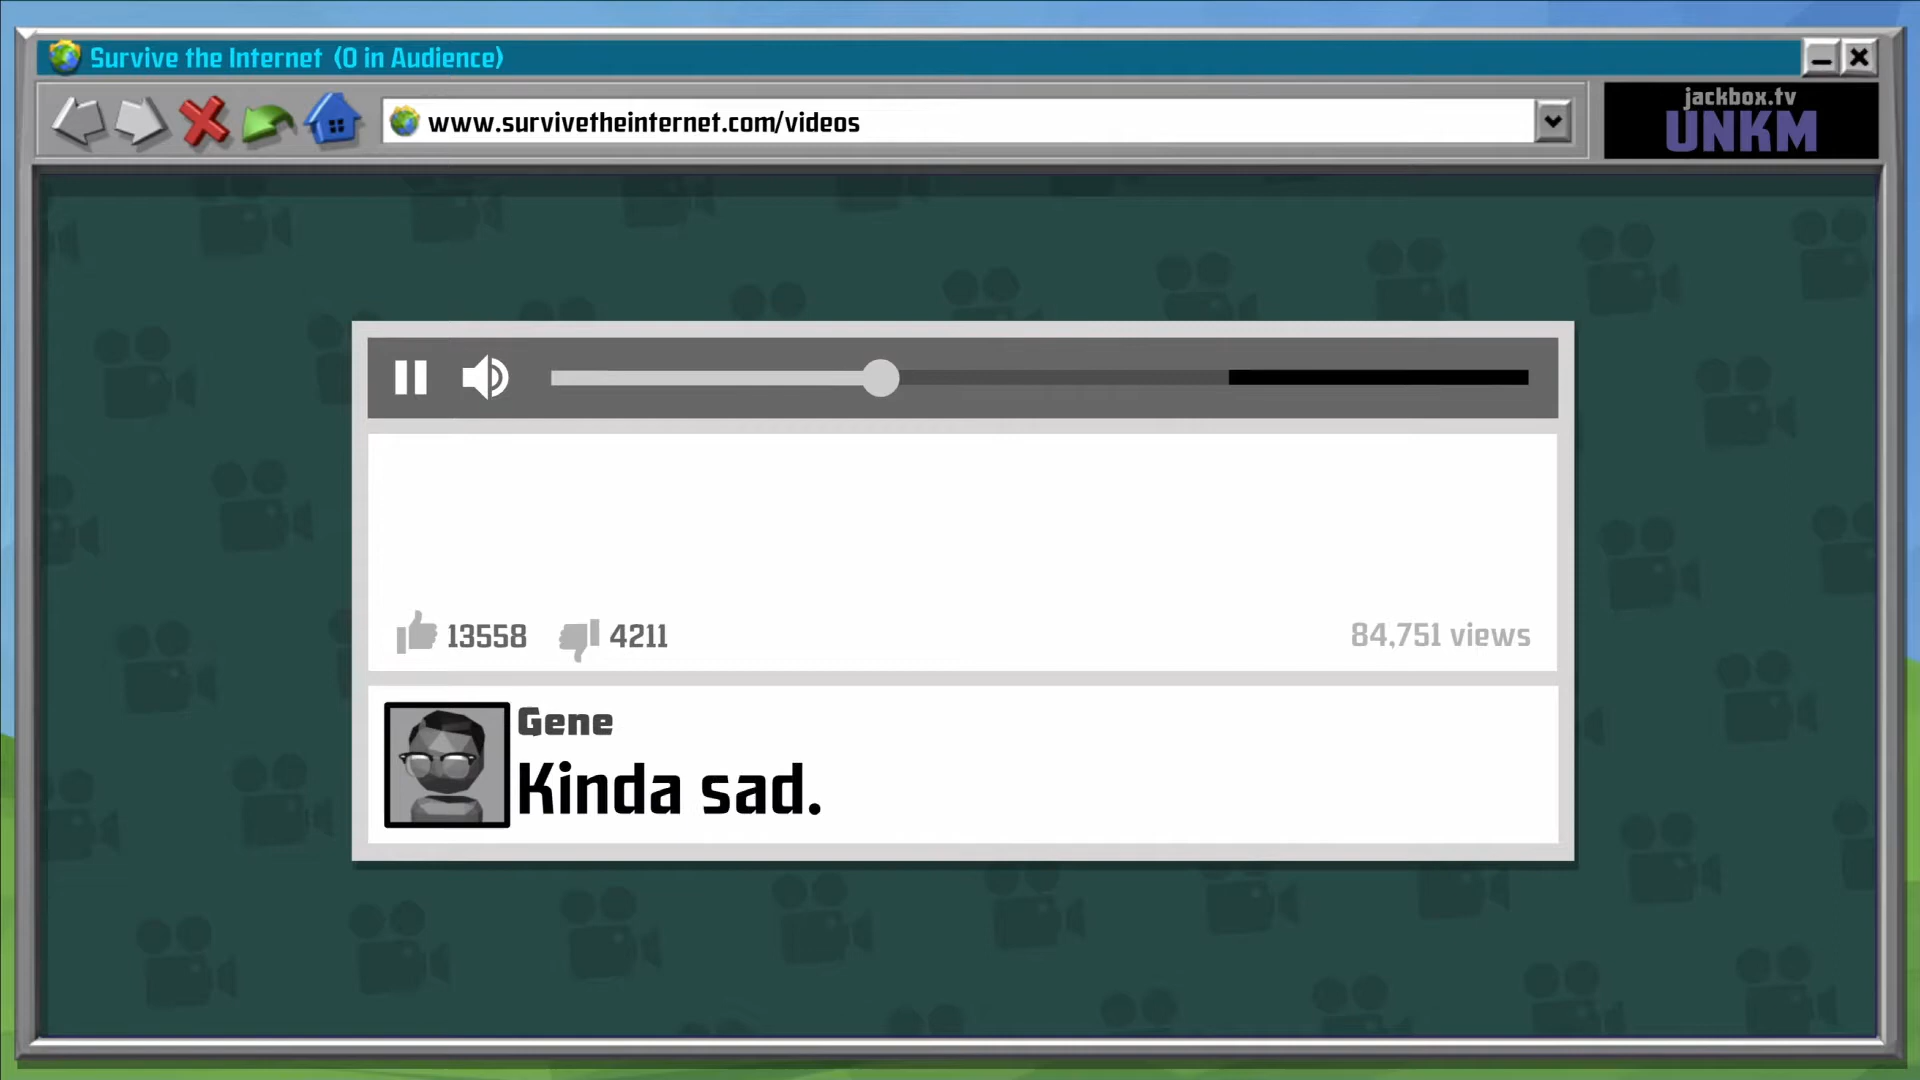 Survive the Internet (0 in Audience)
www.survivetheinternet.com/videos
jackbox.tv
UNKM
13558
4211
84,751 views
Gene
Kinda sad.